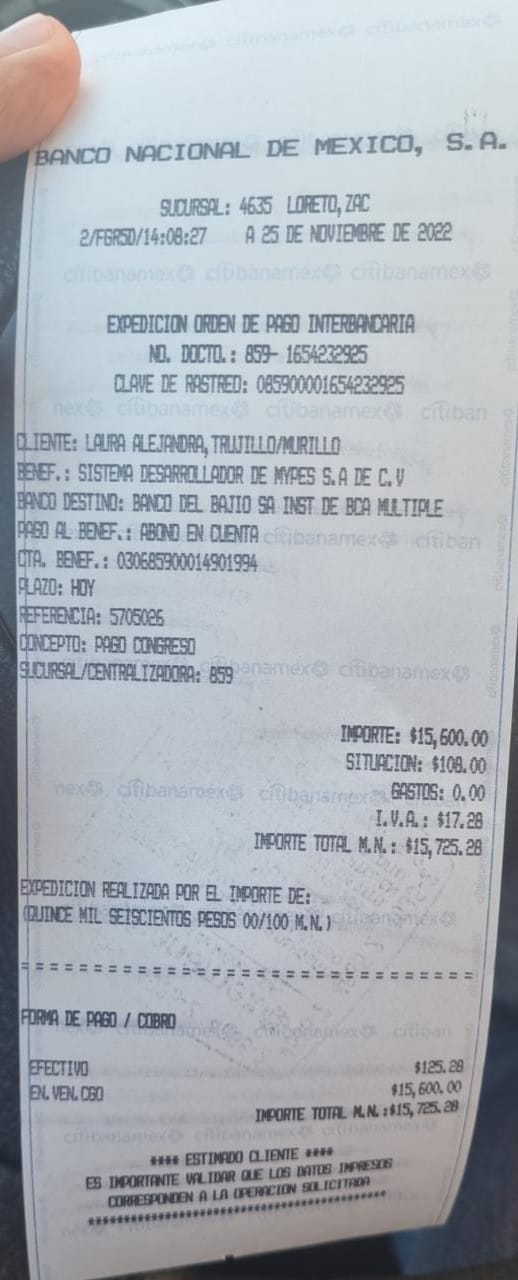 BANCO NACIONAL DE MEXICO, S.A.
SUCURSAL: 4635 LORETO, ZAC
2/FGR5D/14:08:27 A 25 DE NOVIEMBRE DE 2022
EXPEDICION ORDEN DE PAGO INTERBANCARIA
NO. DOCTO.: 859- 1654232925
CLAVE DE RASTREO: 085900001654232925
CLIENTE: LAURA ALEJANDRA, TRUJILLO/MURILLO
BENEF.: SISTEMA DESARROLLADOR DE MYPES S.A DE C.V
BANCO DESTINO: BANCO DEL BAJIO SA INST DE BCA MULTIPLE
PAGO AL BENEF.: ABONO EN CUENTA
CTA. BENEF.: 030685900014901994
PLAZO: HOY
REFERENCIA: 5705026
CONCEPTO: PAGO CONGRESO
SUCURSAL/CENTRALIZADORA: 859
IMPORTE: $15,600.00
SITUACION: $108.00
GASTOS: 0.00
I.V.A.: $17.28
IMPORTE TOTAL M.N.: $15,725.28
EXPEDICION REALIZADA POR EL IMPORTE DE:
(QUINCE MIL SEISCIENTOS PESOS 00/100 M.N.)
================================
FORMA DE PAGO / COBRO
EFECTIVO $125.28
EN.VEN.CGO $15,600.00
IMPORTE TOTAL M.N.:$15,725.28
**** ESTIMADO CLIENTE ****
ES IMPORTANTE VALIDAR QUE LOS DATOS IMPRESOS
CORRESPONDEN A LA OPERACION SOLICITADA
******************************************